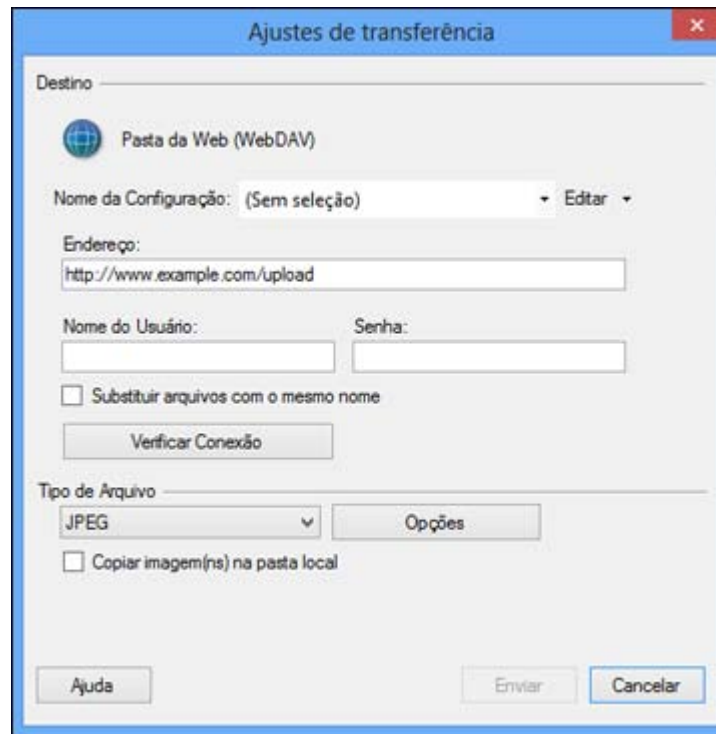 Ajustes de transferência
Destino
Pasta da Web (WebDAV)
Nome da Configuração: (Sem seleção) Editar
Endereço:
http://www.example.com/upload
Nome do Usuário: Senha:
Substituir arquivos com o mesmo nome
Verificar Conexão
Tipo de Arquivo
JPEG Opções
Copiar imagem(ns) na pasta local
Ajuda Enviar Cancelar